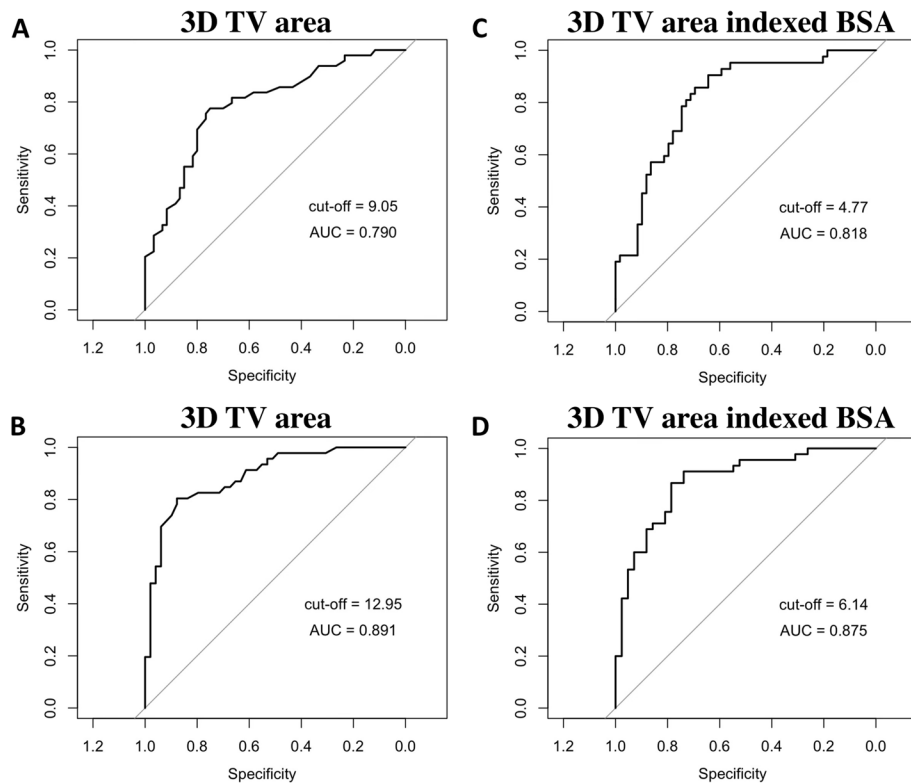 A
3D TV area
1.0
0.8
0.6
0.4
0.2
0.0
Sensitivity
cut-off = 9.05
AUC = 0.790
1.2 1.0 0.8 0.6 0.4 0.2 0.0
Specificity
C
3D TV area indexed BSA
1.0
0.8
0.6
0.4
0.2
0.0
Sensitivity
cut-off = 4.77
AUC = 0.818
1.2 1.0 0.8 0.6 0.4 0.2 0.0
Specificity
B
3D TV area
1.0
0.8
0.6
0.4
0.2
0.0
Sensitivity
cut-off = 12.95
AUC = 0.891
1.2 1.0 0.8 0.6 0.4 0.2 0.0
Specificity
D
3D TV area indexed BSA
1.0
0.8
0.6
0.4
0.2
0.0
Sensitivity
cut-off = 6.14
AUC = 0.875
1.2 1.0 0.8 0.6 0.4 0.2 0.0
Specificity